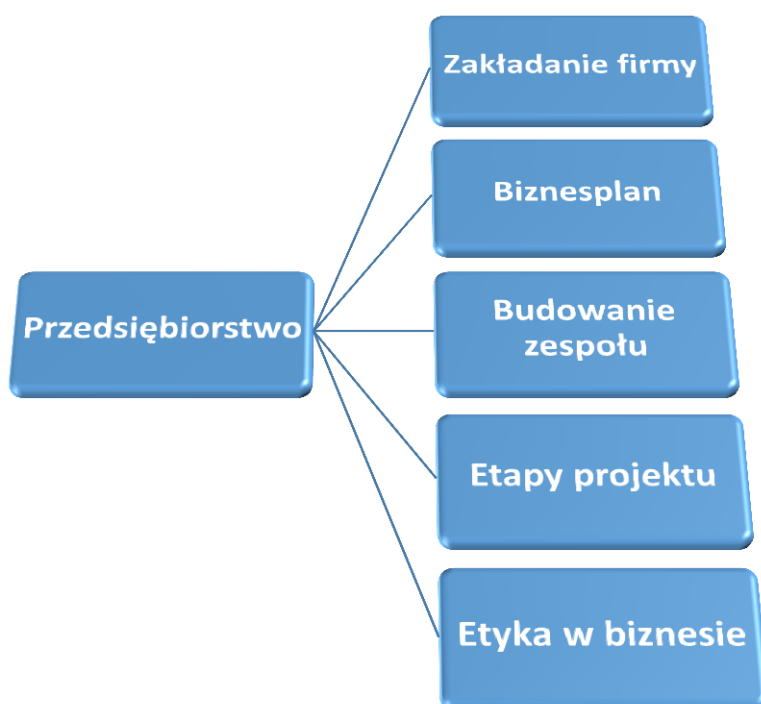 Zakładanie firmy
Biznesplan
Przedsiębiorstwo
Budowanie
zespołu
Etapy projektu
Etyka w biznesie